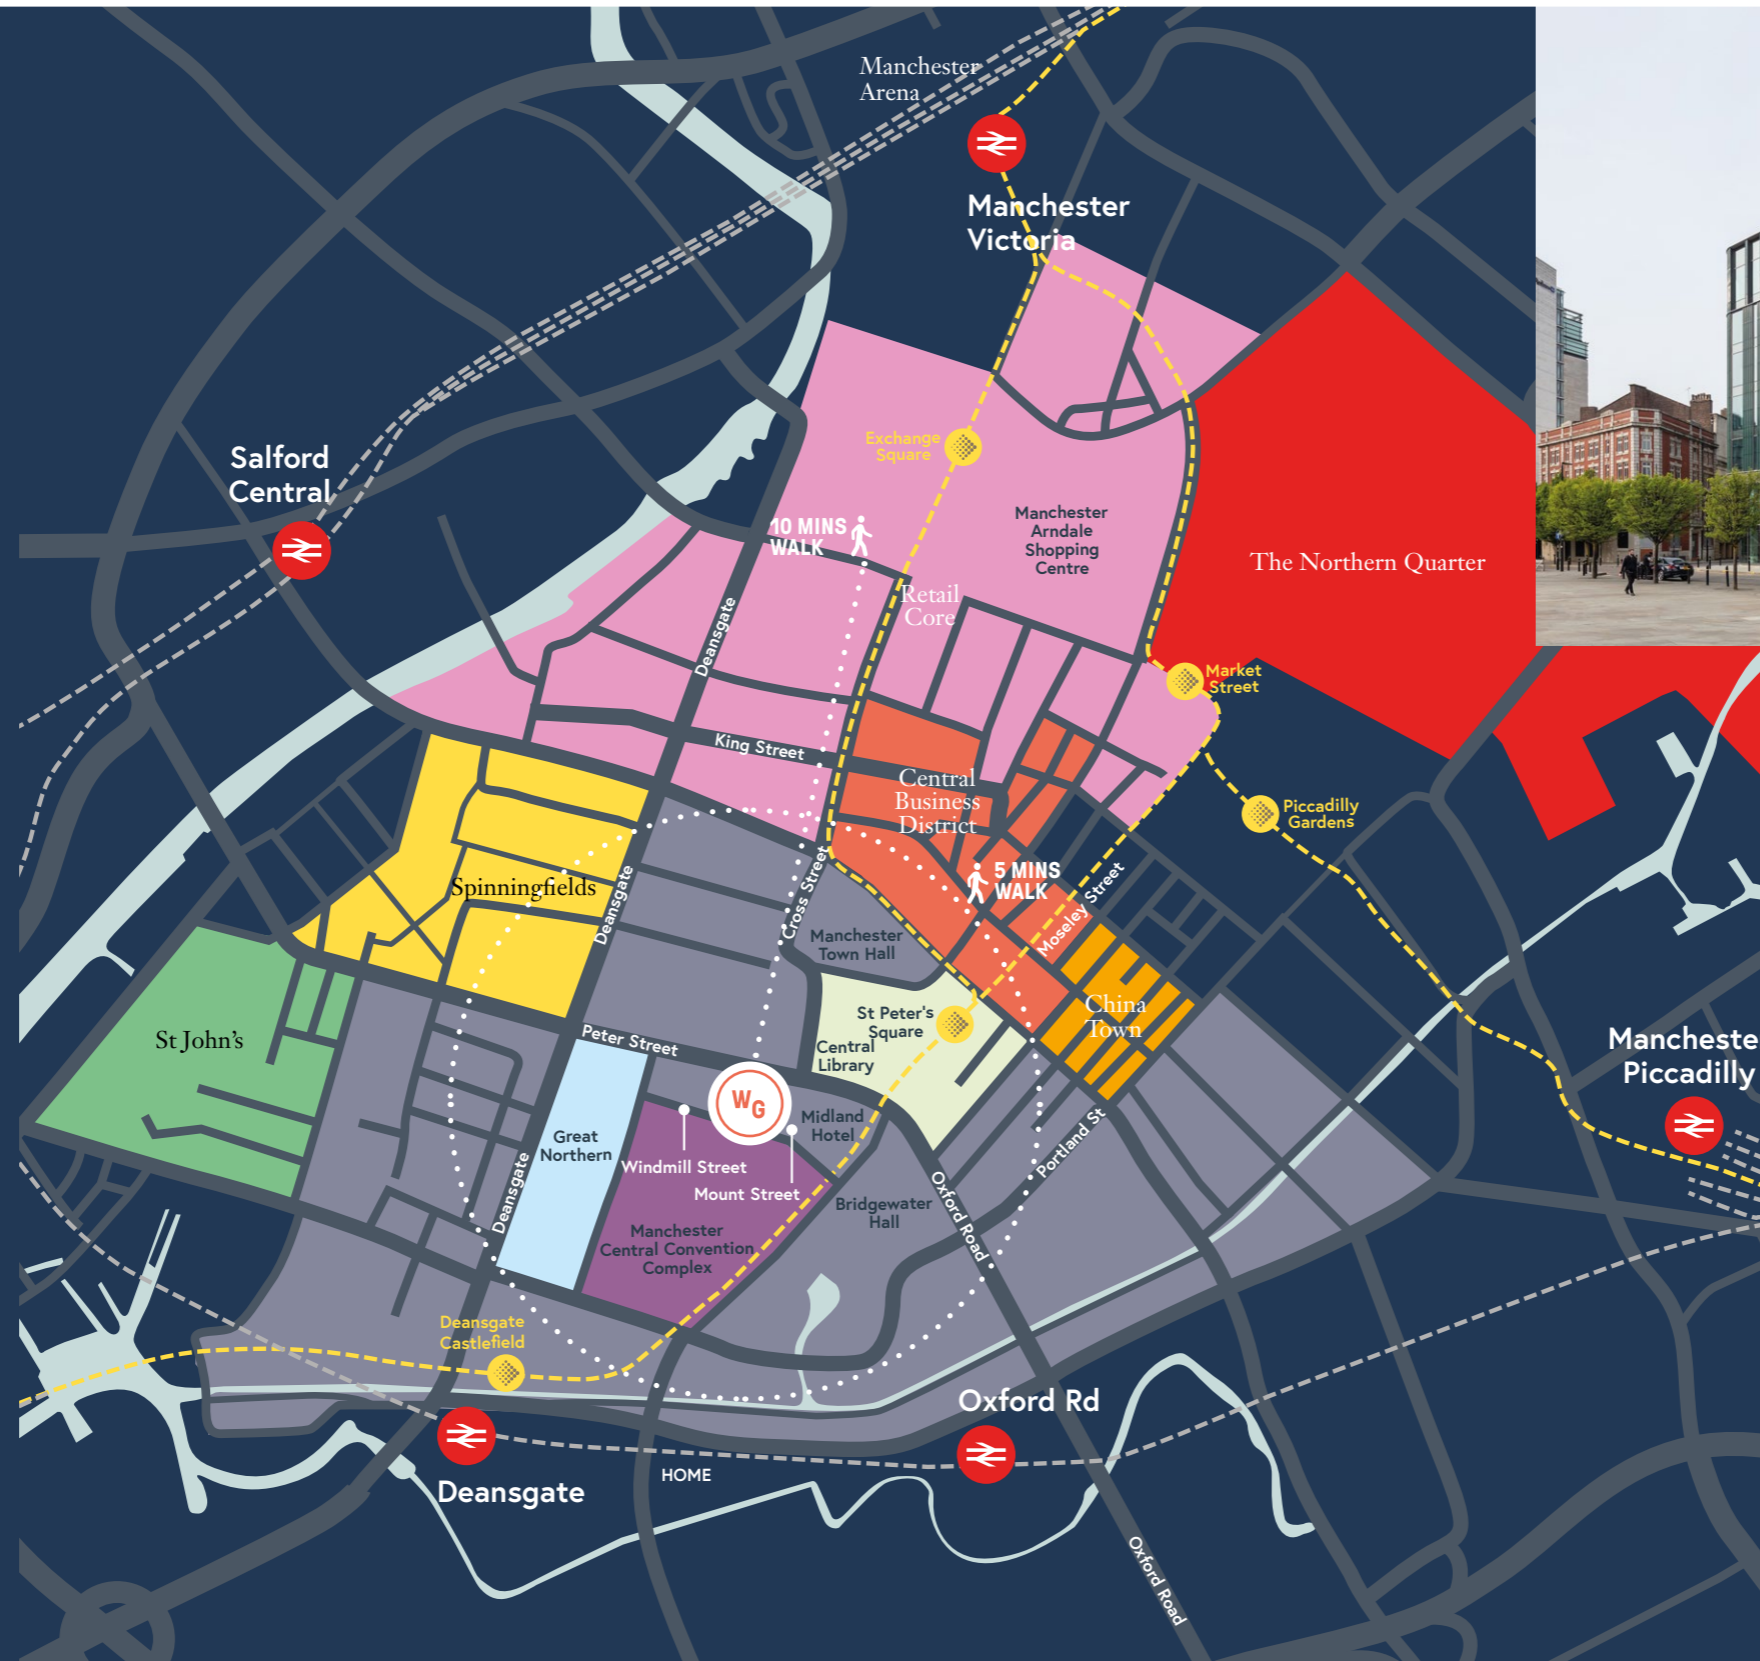 Manchester
Arena
Manchester
Victoria
Salford
Central
Exchange
Square
10 MINS
WALK
Manchester
Arndale
Shopping
Centre
The Northern Quarter
Retail
Core
Deansgate
Market
Street
King Street
Central
Business
District
Piccadilly
Gardens
5 MINS
WALK
Spinningfields
Deansgate
Cross Street
Moseley Street
Manchester
Town Hall
China
Town
St Peter's
Square
Central
Library
St John's
Peter Street
Mancheste
Piccadilly
WG
Midland
Hotel
Great
Northern
Windmill Street
Mount Street
Portland St
Deansgate
Bridgewater
Hall
Oxford Road
Manchester
Central Convention
Complex
Deansgate
Castlefield
Oxford Rd
HOME
Deansgate
Oxford Road